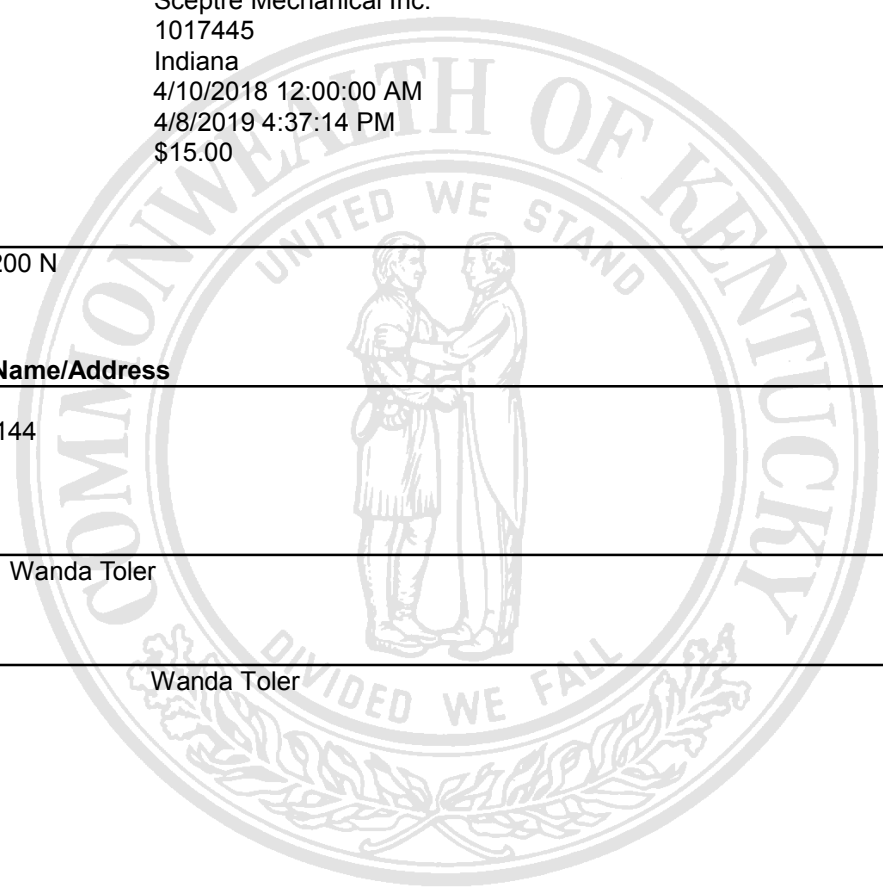 Sceptre Mechanical Inc.
1017445
Indiana
4/10/2018 12:00:00 AM
4/8/2019 4:37:14 PM
$15.00
200 N
Name/Address
144
Wanda Toler
Wanda Toler
COMMONWEALTH OF KENTUCKY
UNITED WE STAND
DIVIDED WE FALL